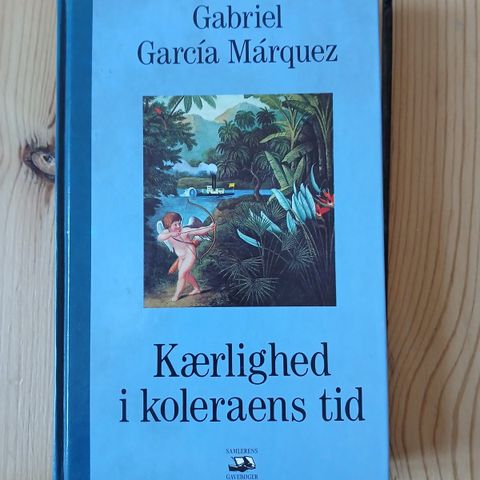 Gabriel
García Márquez
Kærlighed
i koleraens tid
SAMLERENS
GAVEBØGER